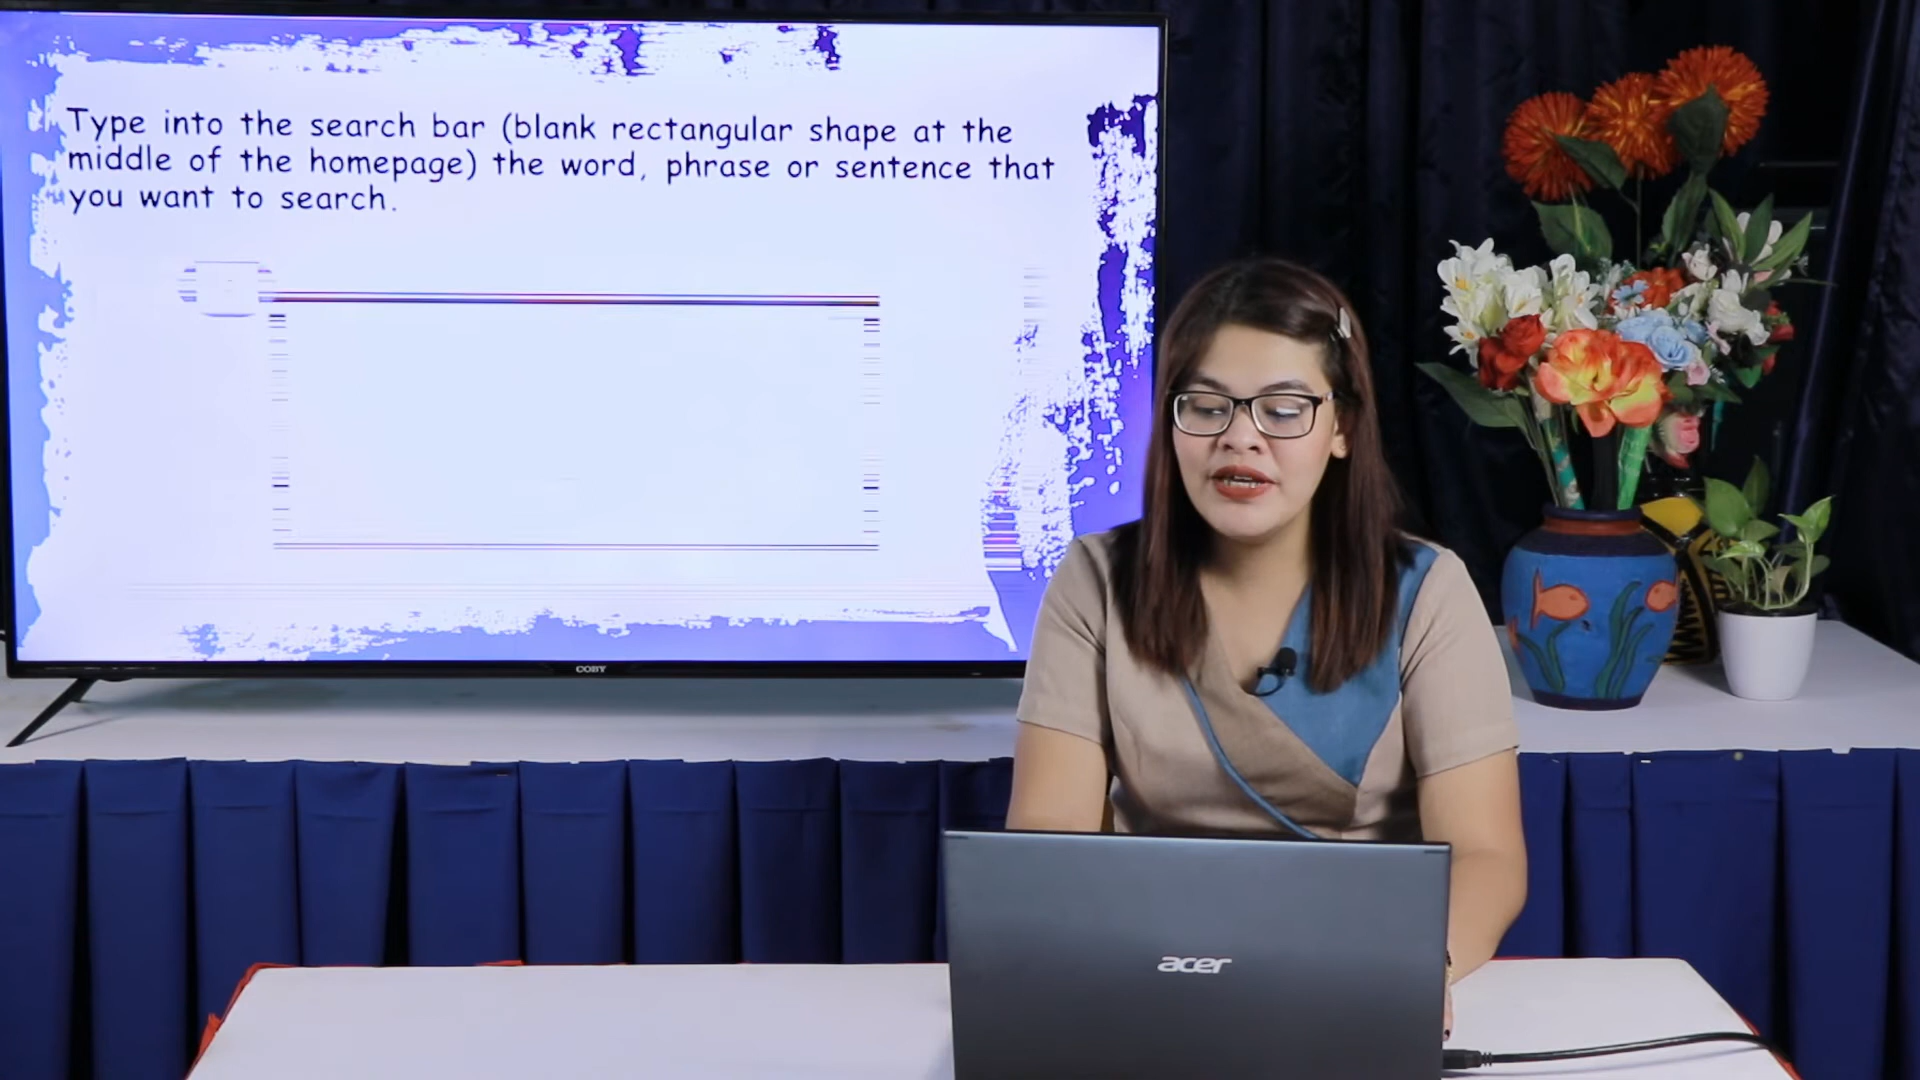 Type into the search bar (blank rectangular shape at the
middle of the homepage) the word, phrase or sentence that
you want to search.
COBY
acer